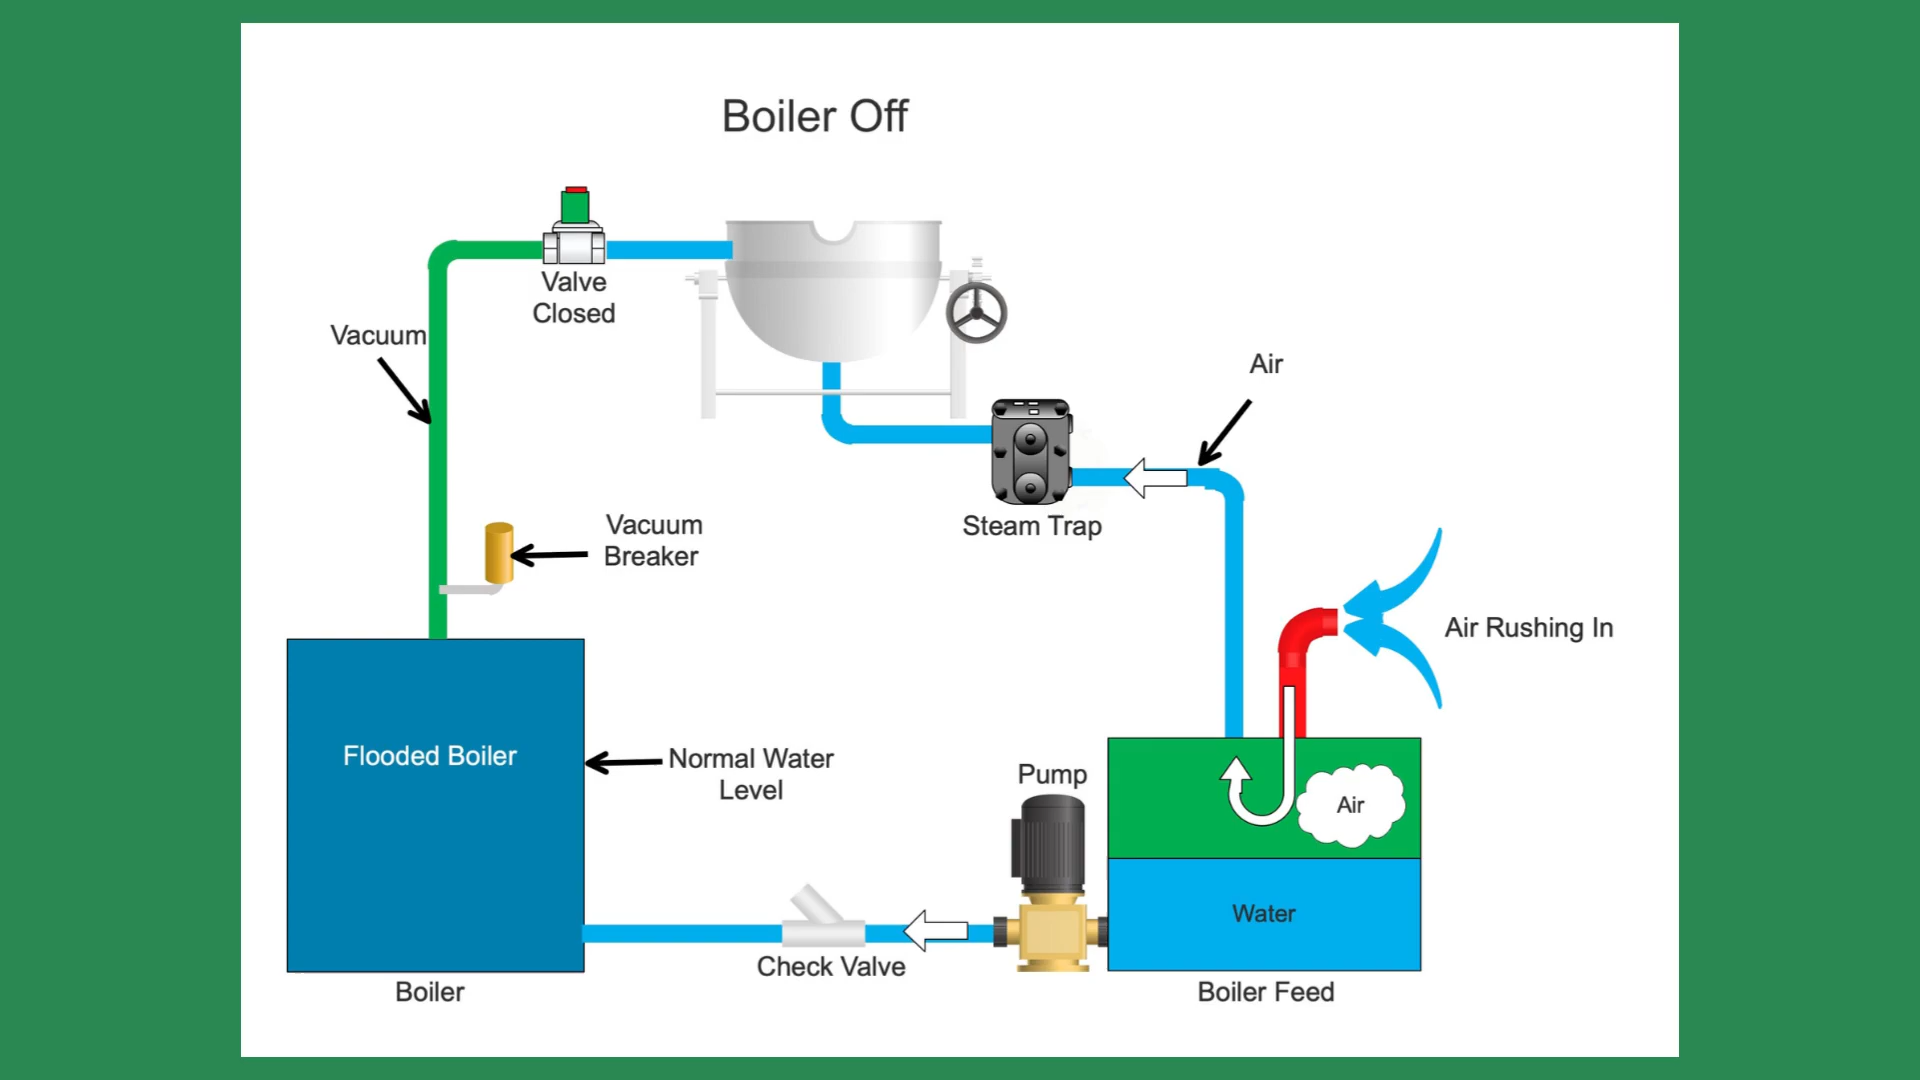 Boiler Off
Valve
Closed
Vacuum
Air
Vacuum
Breaker
Steam Trap
Air Rushing In
Flooded Boiler
Normal Water
Level
Pump
Air
Water
Check Valve
Boiler
Boiler Feed